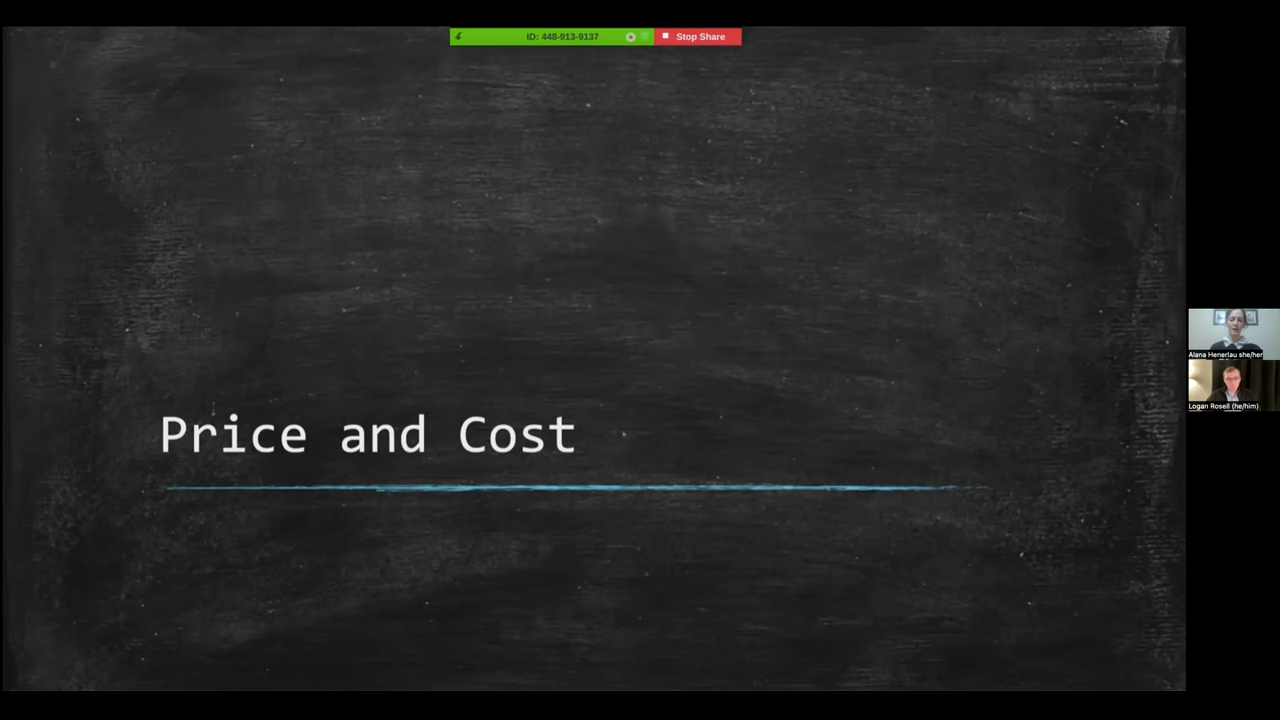 ID: 448-913-9137
Stop Share
Price and Cost
Alana Henerlau she/her
Logan Rosell (he/him)